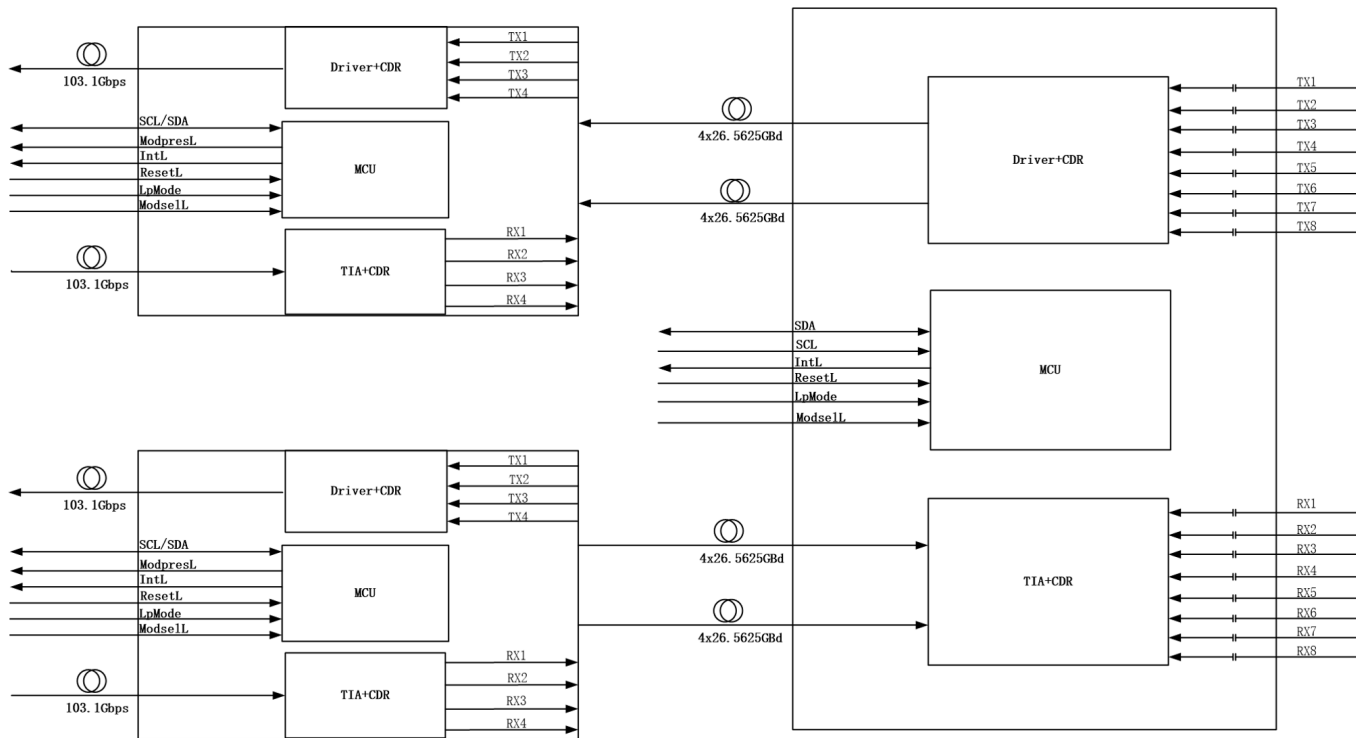 TX1
TX2
TX3
TX4
Driver+CDR
103.1Gbps
SCL/SDA
ModpresL
IntL
ResetL
LpMode
ModselL
MCU
103.1Gbps
TIA+CDR
RX1
RX2
RX3
RX4
TX1
TX2
TX3
TX4
Driver+CDR
103.1Gbps
SCL/SDA
ModpresL
IntL
ResetL
LpMode
ModselL
MCU
103.1Gbps
TIA+CDR
RX1
RX2
RX3
RX4
4x26.5625GBd
4x26.5625GBd
Driver+CDR
TX1
TX2
TX3
TX4
TX5
TX6
TX7
TX8
SDA
SCL
IntL
ResetL
LpMode
ModselL
MCU
4x26.5625GBd
4x26.5625GBd
TIA+CDR
RX1
RX2
RX3
RX4
RX5
RX6
RX7
RX8